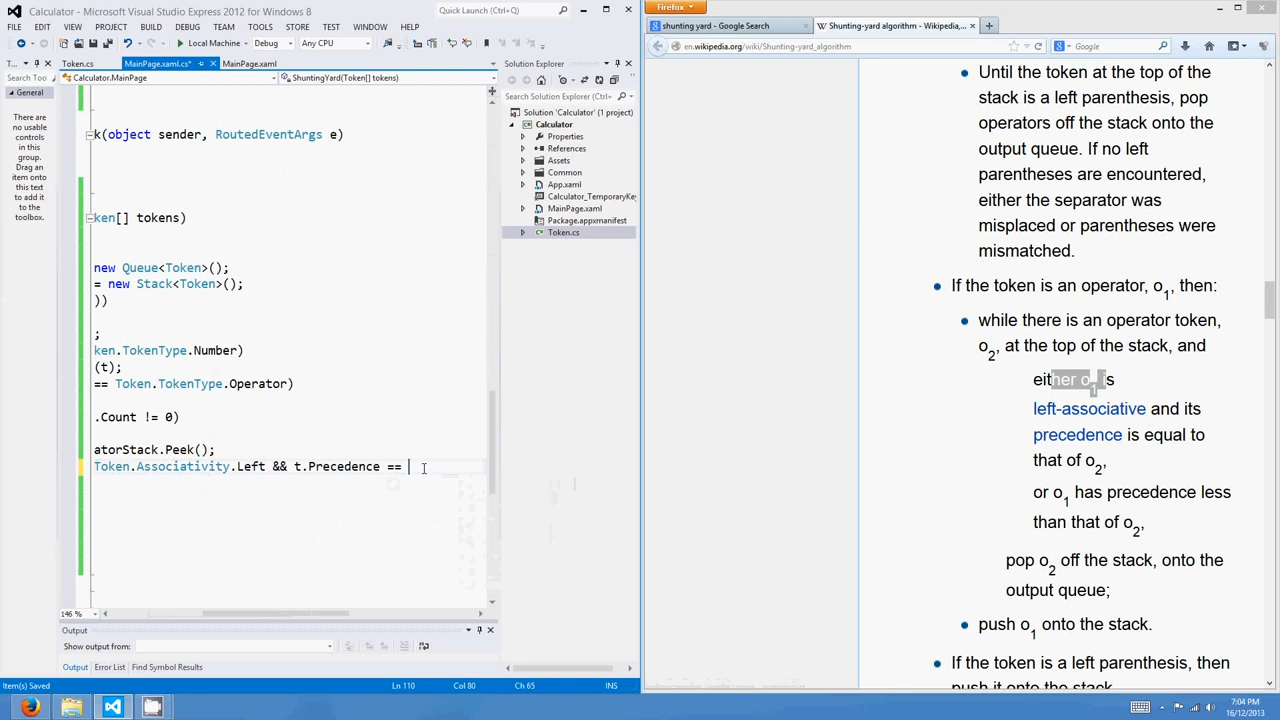 Calculator - Microsoft Visual Studio Express 2012 for Windows 8
Quick Launch (Ctrl+Q)
FILE EDIT VIEW PROJECT BUILD DEBUG TEAM TOOLS STORE TEST WINDOW HELP
Local Machine Debug Any CPU
Token.cs MainPage.xaml.cs* MainPage.xaml
Calculator.MainPage ShuntingYard(Token[] tokens)
Search Too
General
There are
no usable
controls
in this
group.
Drag an
item onto
this text
to add it
to the
toolbox.
k(object sender, RoutedEventArgs e)
ken[] tokens)
new Queue<Token>();
= new Stack<Token>();
))
;
ken.TokenType.Number)
(t);
== Token.TokenType.Operator)
.Count != 0)
atorStack.Peek();
Token.Associativity.Left && t.Precedence ==
146 %
Output
Show output from:
Output Error List Find Symbol Results
Item(s) Saved Ln 110 Col 80 Ch 65 INS
Solution Explorer
Search Solution Explorer (Ctrl+
Solution 'Calculator' (1 project)
Calculator
Properties
References
Assets
Common
App.xaml
Calculator_TemporaryKe
MainPage.xaml
Package.appxmanifest
Token.cs
Firefox
shunting yard - Google Search
Shunting-yard algorithm - Wikipedia,...
en.wikipedia.org/wiki/Shunting-yard_algorithm
Google
Until the token at the top of the
stack is a left parenthesis, pop
operators off the stack onto the
output queue. If no left
parentheses are encountered,
either the separator was
misplaced or parentheses were
mismatched.
If the token is an operator, o1, then:
while there is an operator token,
o2, at the top of the stack, and
either o1 is
left-associative and its
precedence is equal to
that of o2,
or o1 has precedence less
than that of o2,
pop o2 off the stack, onto the
output queue;
push o1 onto the stack.
If the token is a left parenthesis, then
push it onto the stack.
7:04 PM
16/12/2013